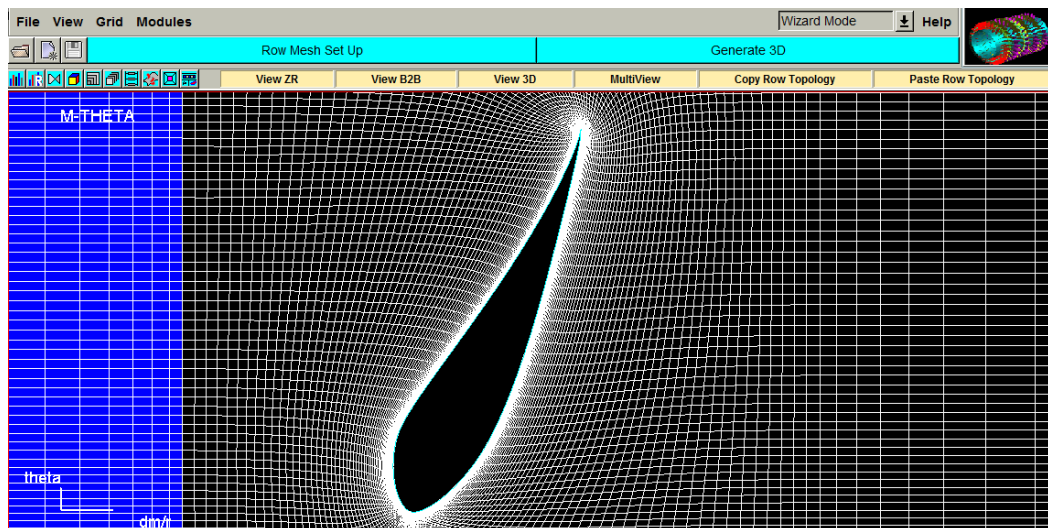 File View Grid Modules Wizard Mode Help
Row Mesh Set Up Generate 3D
View ZR View B2B View 3D MultiView Copy Row Topology Paste Row Topology
M-THETA
theta
dm/r